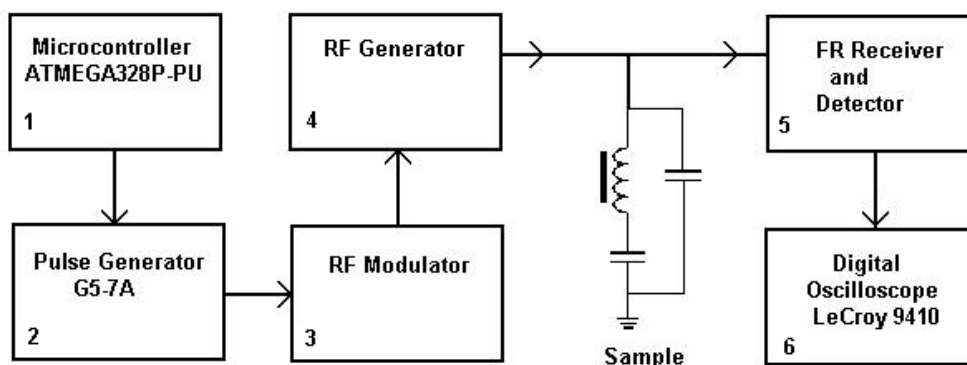 Microcontroller
ATMEGA328P-PU
1
RF Generator
4
FR Receiver
and
Detector
5
Pulse Generator
G5-7A
2
RF Modulator
3
Sample
Digital
Oscilloscope
LeCroy 9410
6